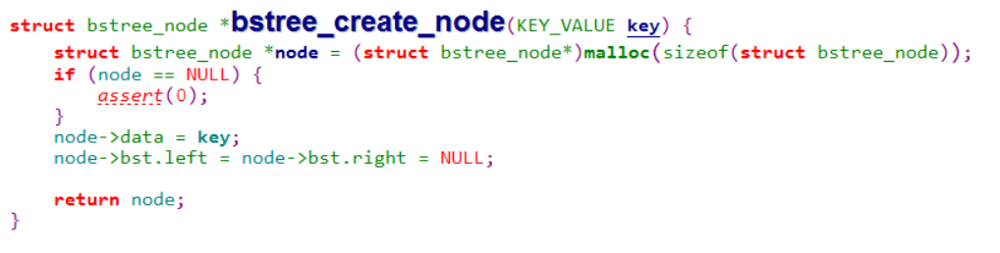 struct bstree_node *bstree_create_node(KEY_VALUE key) {
    struct bstree_node *node = (struct bstree_node*)malloc(sizeof(struct bstree_node));
    if (node == NULL) {
        assert(0);
    }
    node->data = key;
    node->bst.left = node->bst.right = NULL;

    return node;
}